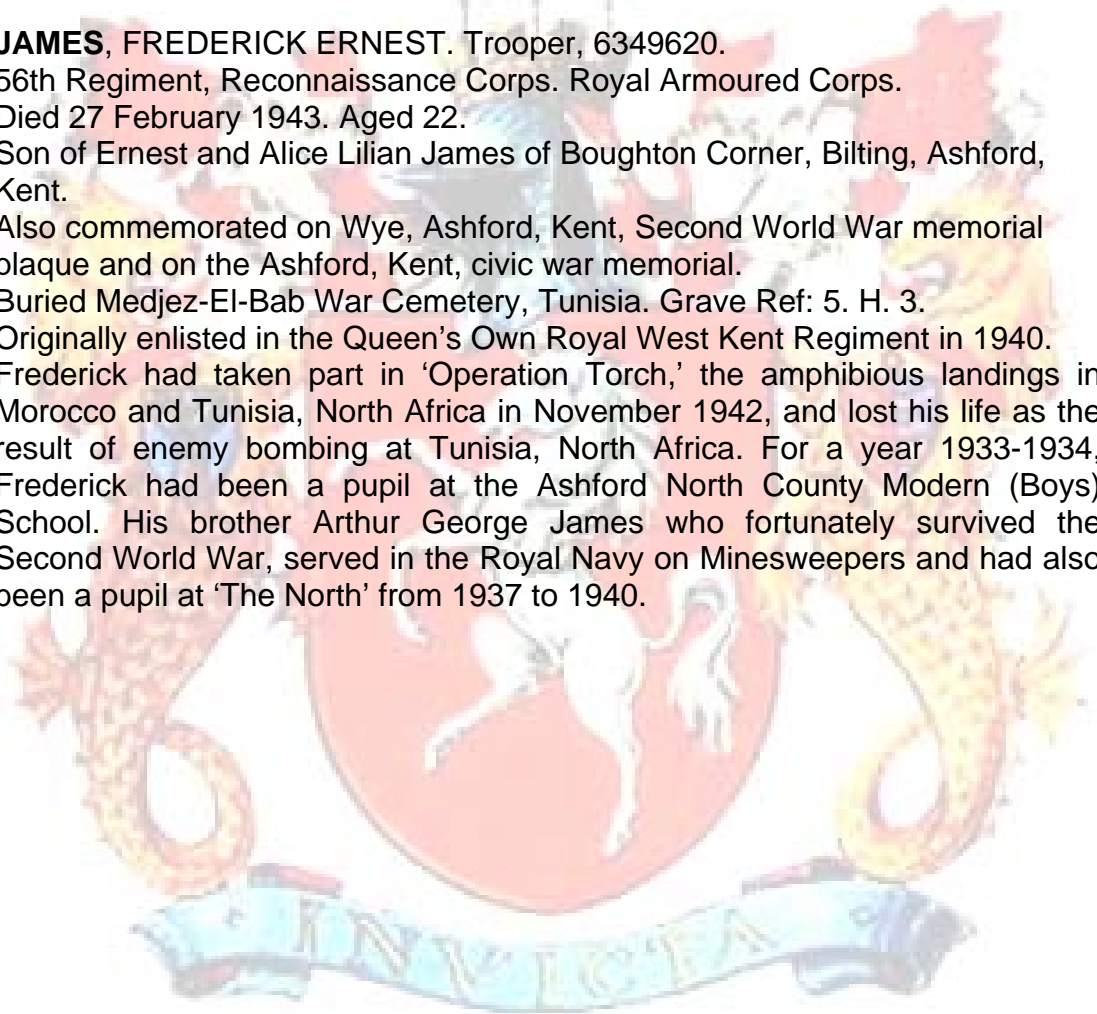 JAMES, FREDERICK ERNEST. Trooper, 6349620.
56th Regiment, Reconnaissance Corps. Royal Armoured Corps.
Died 27 February 1943. Aged 22.
Son of Ernest and Alice Lilian James of Boughton Corner, Bilting, Ashford,
Kent.
Also commemorated on Wye, Ashford, Kent, Second World War memorial
plaque and on the Ashford, Kent, civic war memorial.
Buried Medjez-El-Bab War Cemetery, Tunisia. Grave Ref: 5. H. 3.
Originally enlisted in the Queen’s Own Royal West Kent Regiment in 1940.
Frederick had taken part in ‘Operation Torch,’ the amphibious landings in
Morocco and Tunisia, North Africa in November 1942, and lost his life as the
result of enemy bombing at Tunisia, North Africa. For a year 1933-1934,
Frederick had been a pupil at the Ashford North County Modern (Boys)
School. His brother Arthur George James who fortunately survived the
Second World War, served in the Royal Navy on Minesweepers and had also
been a pupil at ‘The North’ from 1937 to 1940.
INVICTA